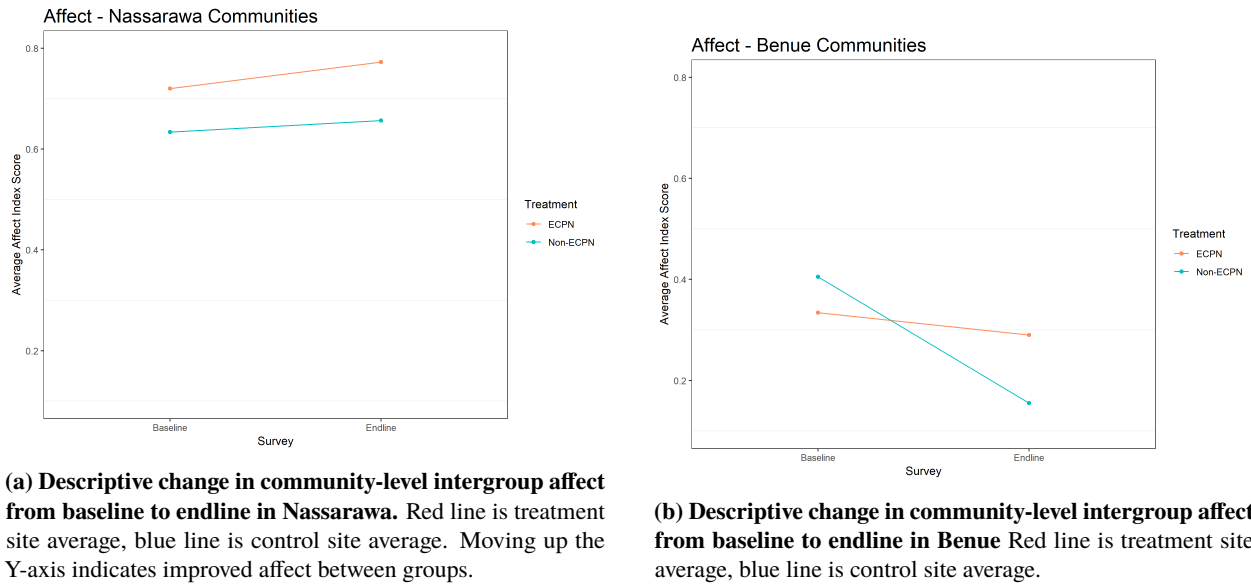 Affect - Nassarawa Communities
0.8
0.6
0.4
0.2
Average Affect Index Score
Baseline
Endline
Survey
Treatment
ECPN
Non-ECPN
(a) Descriptive change in community-level intergroup affect
from baseline to endline in Nassarawa. Red line is treatment
site average, blue line is control site average. Moving up the
Y-axis indicates improved affect between groups.
Affect - Benue Communities
0.8
0.6
0.4
0.2
Average Affect Index Score
Baseline
Endline
Survey
Treatment
ECPN
Non-ECPN
(b) Descriptive change in community-level intergroup affect
from baseline to endline in Benue Red line is treatment site
average, blue line is control site average.